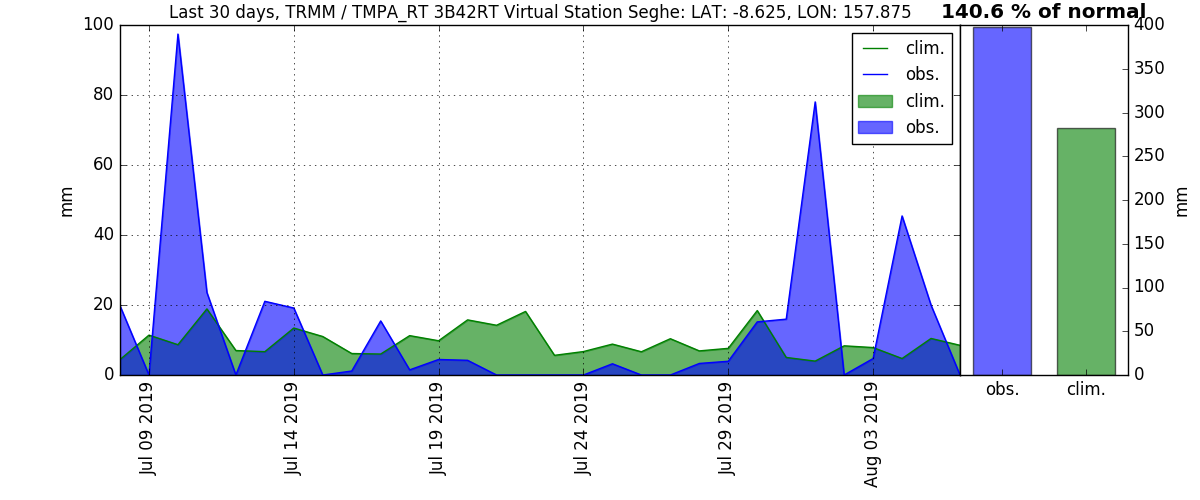 Last 30 days, TRMM / TMPA_RT 3B42RT Virtual Station Seghe: LAT: -8.625, LON: 157.875
140.6 % of normal
100
80
60
40
20
0
mm
clim.
obs.
clim.
obs.
400
350
300
250
200
150
100
50
0
mm
obs.
clim.
Jul 09 2019
Jul 14 2019
Jul 19 2019
Jul 24 2019
Jul 29 2019
Aug 03 2019